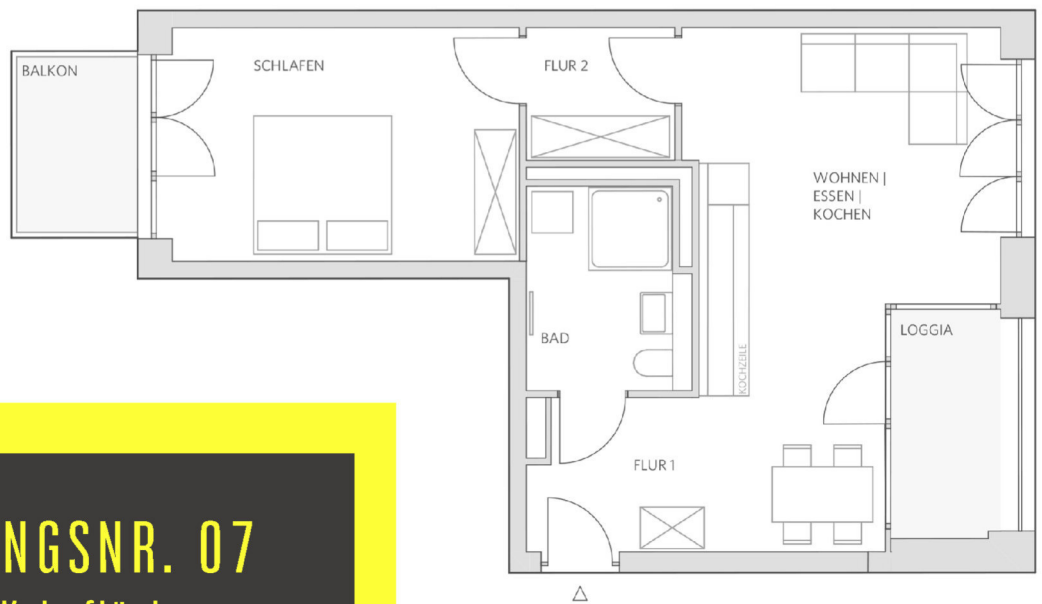 BALKON
SCHLAFEN
FLUR 2
WOHNEN |
ESSEN |
KOCHEN
BAD
KOCHZEILE
LOGGIA
FLUR 1
NGSNR. 07